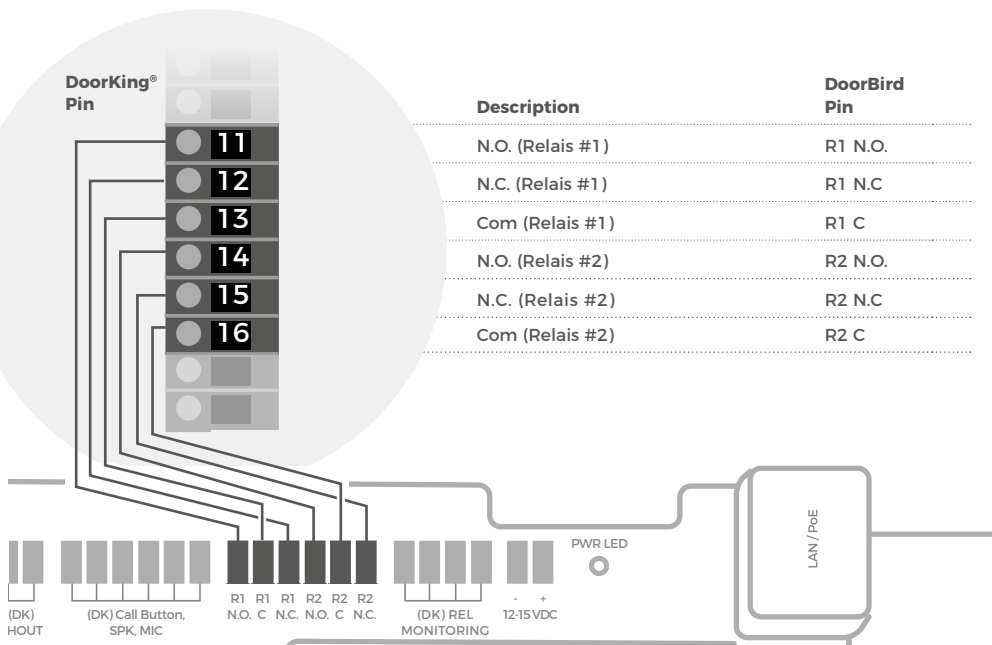 DoorKing®
Pin
11
12
13
14
15
16
Description
DoorBird
Pin
N.O. (Relais #1)
R1 N.O.
N.C. (Relais #1)
R1 N.C
Com (Relais #1)
R1 C
N.O. (Relais #2)
R2 N.O.
N.C. (Relais #2)
R2 N.C
Com (Relais #2)
R2 C
PWR LED
LAN / PoE
(DK)
HOUT
(DK) Call Button,
SPK, MIC
R1 R1 R1 R2 R2 R2
N.O. C N.C. N.O. C N.C.
(DK) REL
MONITORING
- +
12-15 VDC